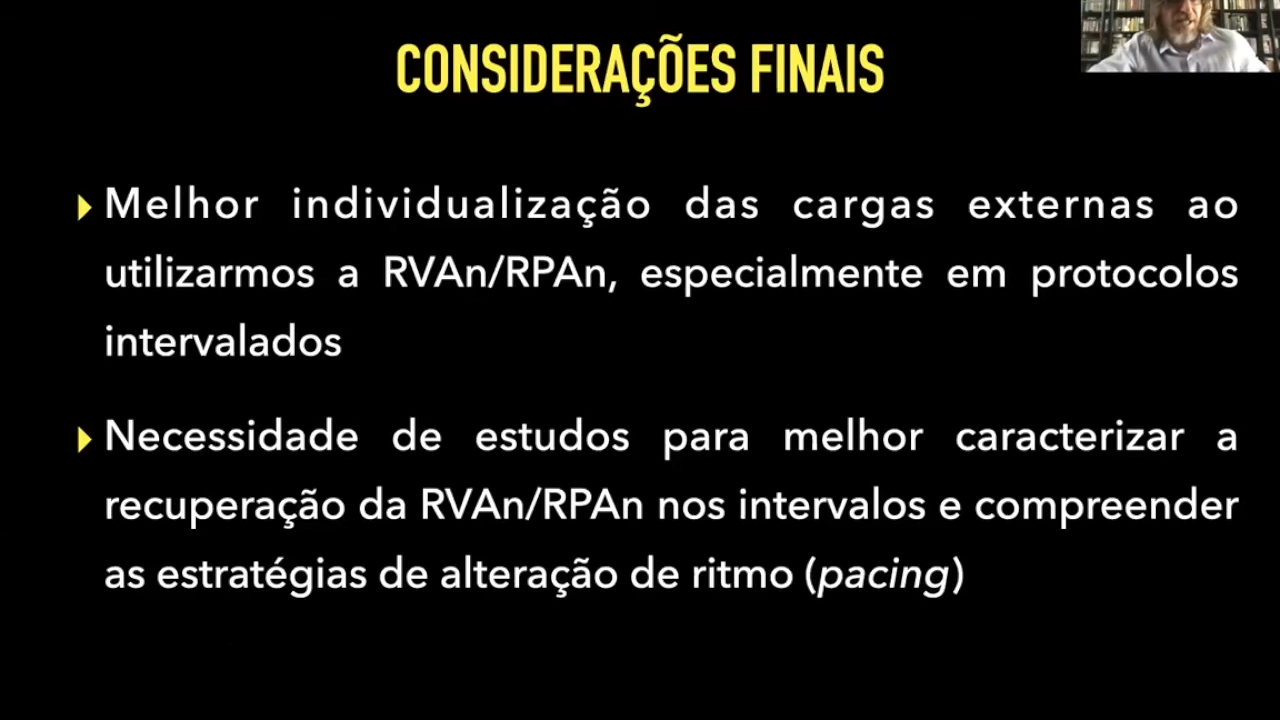 CONSIDERAÇÕES FINAIS
Melhor individualização das cargas externas ao
utilizarmos a RVAn/RPAn, especialmente em protocolos
intervalados
Necessidade de estudos para melhor caracterizar a
recuperação da RVAn/RPAn nos intervalos e compreender
as estratégias de alteração de ritmo (pacing)